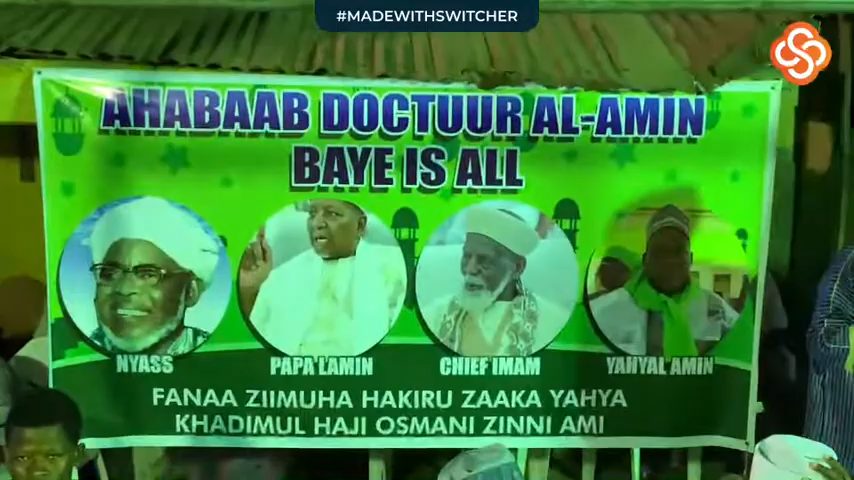 #MADEWITHSWITCHER
AHABAAB DOCTUUR AL-AMIN
BAYE IS ALL
NYASS
PAPA LAMIN
CHIEF IMAM
YAHYAL AMIN
FANAA ZIIMUHA HAKIRU ZAAKA YAHYA
KHADIMUL HAJI OSMANI ZINNI AMI